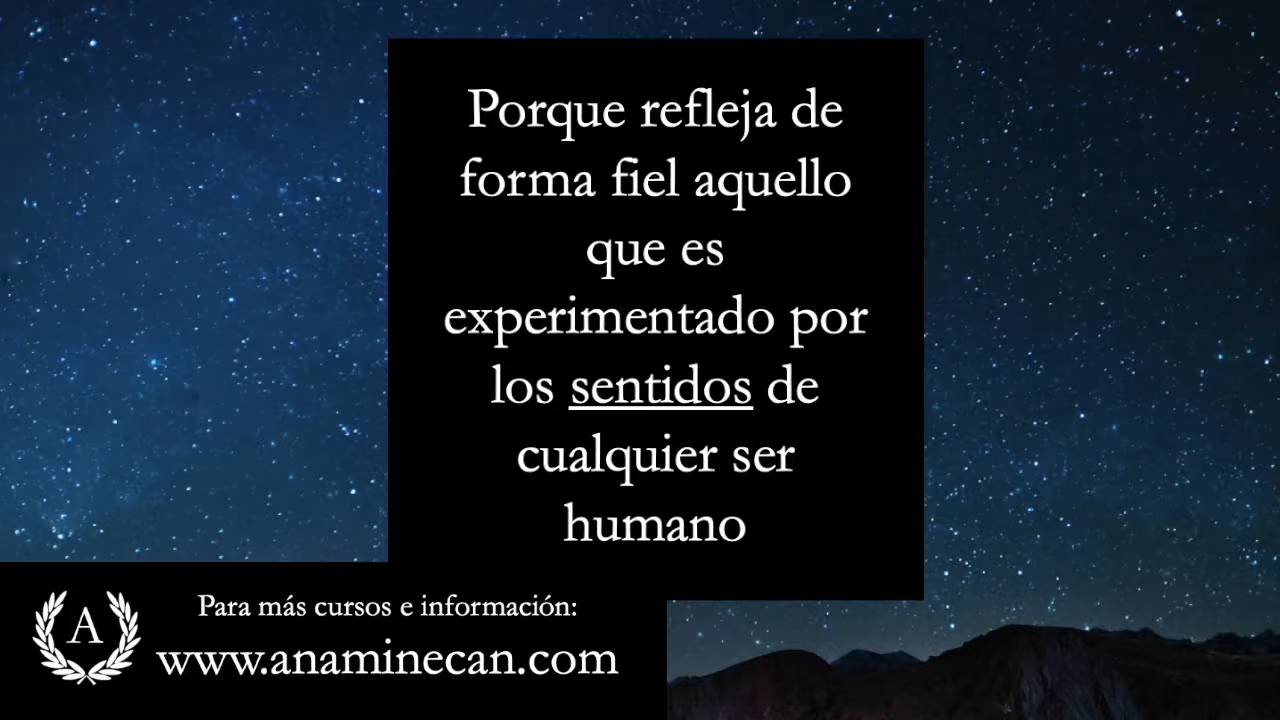 Porque refleja de
forma fiel aquello
que es
experimentado por
los sentidos de
cualquier ser
humano
A
Para más cursos e información:
www.anaminecan.com